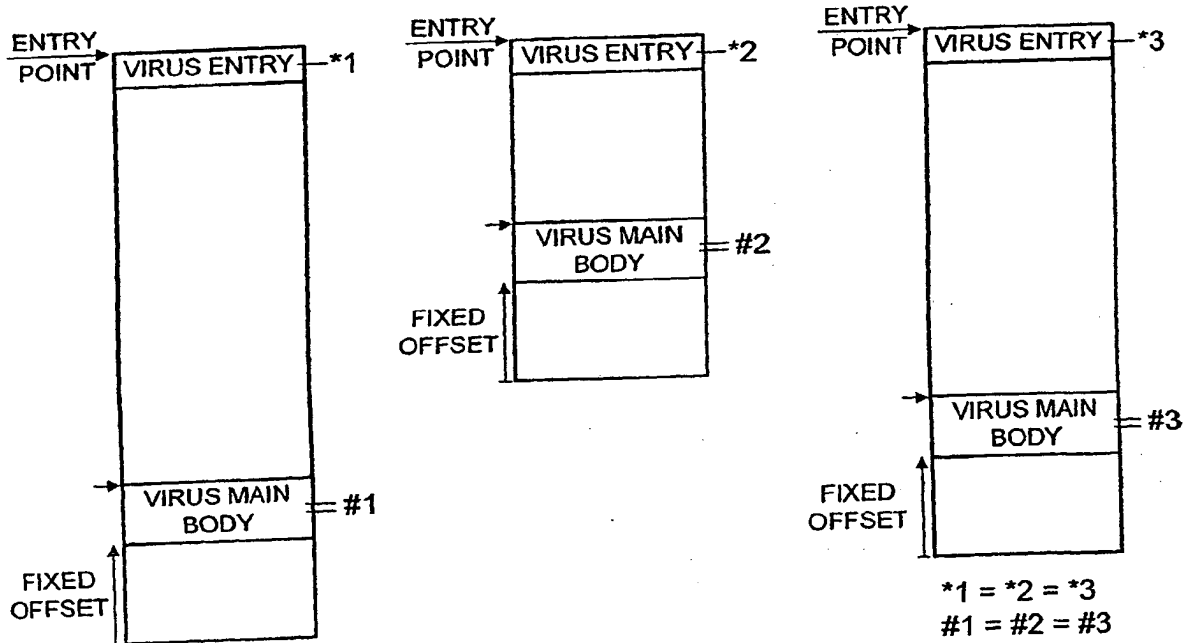 ENTRY
POINT
VIRUS ENTRY
*1
VIRUS MAIN
BODY
#1
FIXED
OFFSET
ENTRY
POINT
VIRUS ENTRY
*2
VIRUS MAIN
BODY
#2
FIXED
OFFSET
ENTRY
POINT
VIRUS ENTRY
*3
VIRUS MAIN
BODY
#3
FIXED
OFFSET
*1 = *2 = *3
#1 = #2 = #3